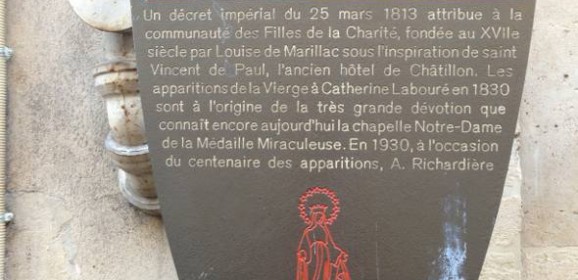 Un décret impérial du 25 mars 1813 attribue à la
communauté des Filles de la Charité, fondée au XVIIe
siècle par Louise de Marillac sous l'inspiration de saint
Vincent de Paul, l'ancien hôtel de Châtillon. Les
apparitions de la Vierge à Catherine Labouré en 1830
sont à l'origine de la très grande dévotion que
connaît encore aujourd'hui la chapelle Notre-Dame
de la Médaille Miraculeuse. En 1930, à l'occasion
du centenaire des apparitions, A. Richardière